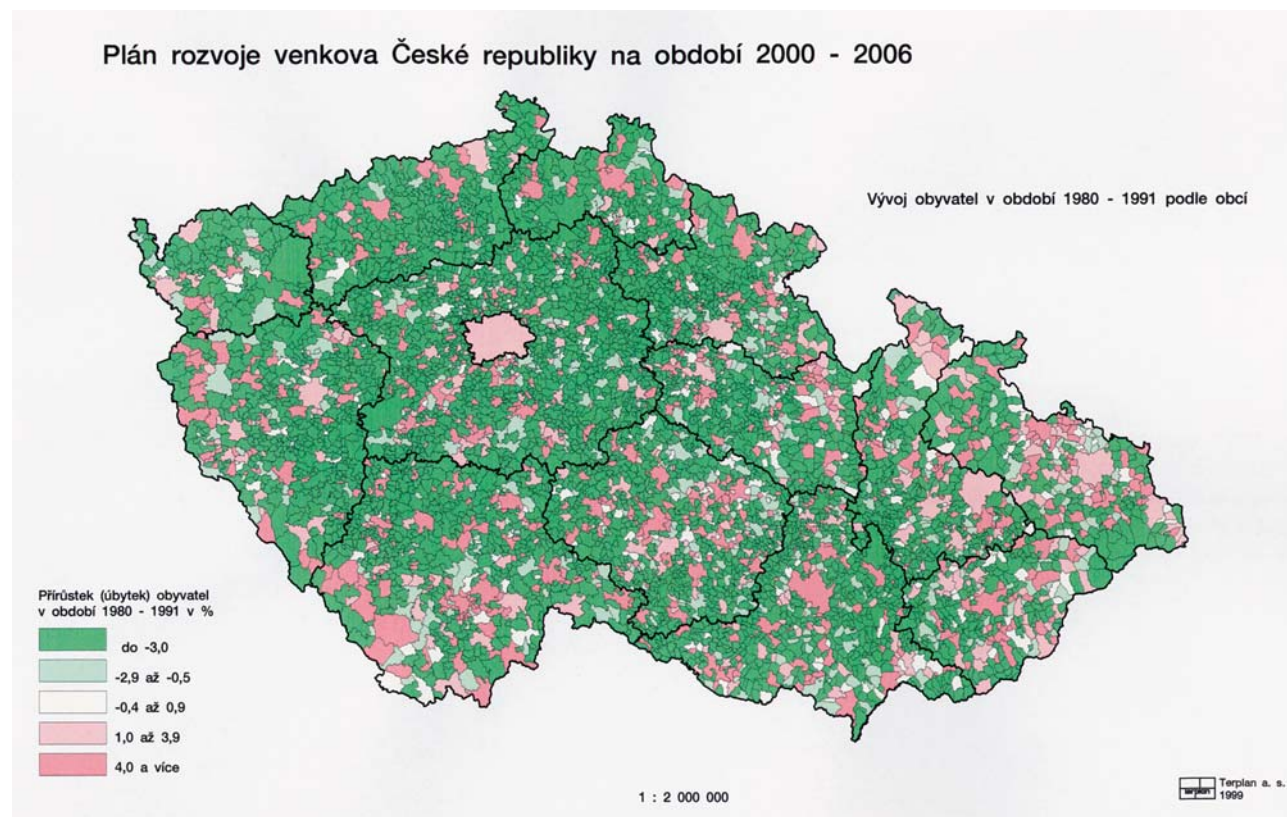 Plán rozvoje venkova České republiky na období 2000 - 2006
Vývoj obyvatel v období 1980 - 1991 podle obcí
Přírůstek (úbytek) obyvatel
v období 1980 - 1991 v %
do -3,0
-2,9 až -0,5
-0,4 až 0,9
1,0 až 3,9
4,0 a více
1 : 2 000 000
terplan
Terplan a. s.
1999